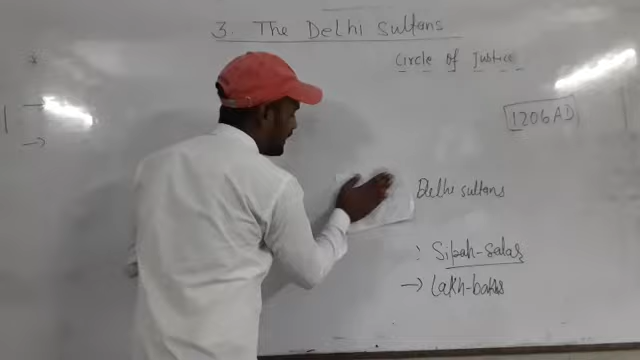 3. The Delhi Sultans
Circle of Justice
1206AD
Delhi sultans
: Sipah-salar
→ Lakh-baksh